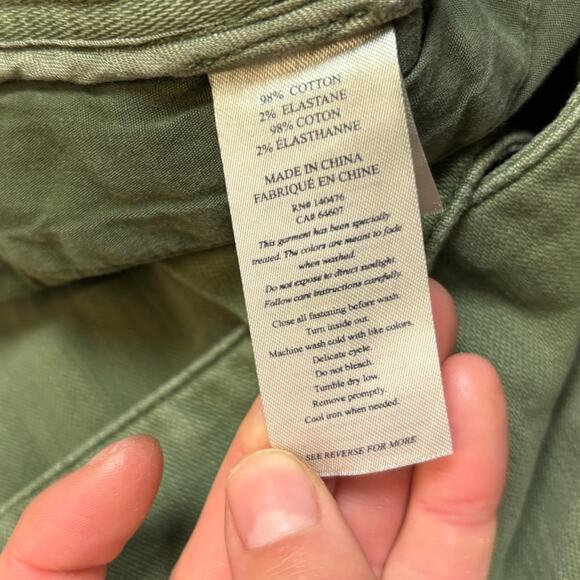 98% COTTON
2% ELASTANE
98% COTON
2% ÉLASTHANNE
MADE IN CHINA
FABRIQUÉ EN CHINE
RN# 140476
CA# 64607
This garment has been specially
treated. The colors are meant to fade
when washed.
Do not expose to direct sunlight.
Follow care instructions carefully.
Close all fastening before wash.
Turn inside out.
Machine wash cold with like colors.
Delicate cycle.
Do not bleach.
Tumble dry low.
Remove promptly.
Cool iron when needed.
SEE REVERSE FOR MORE